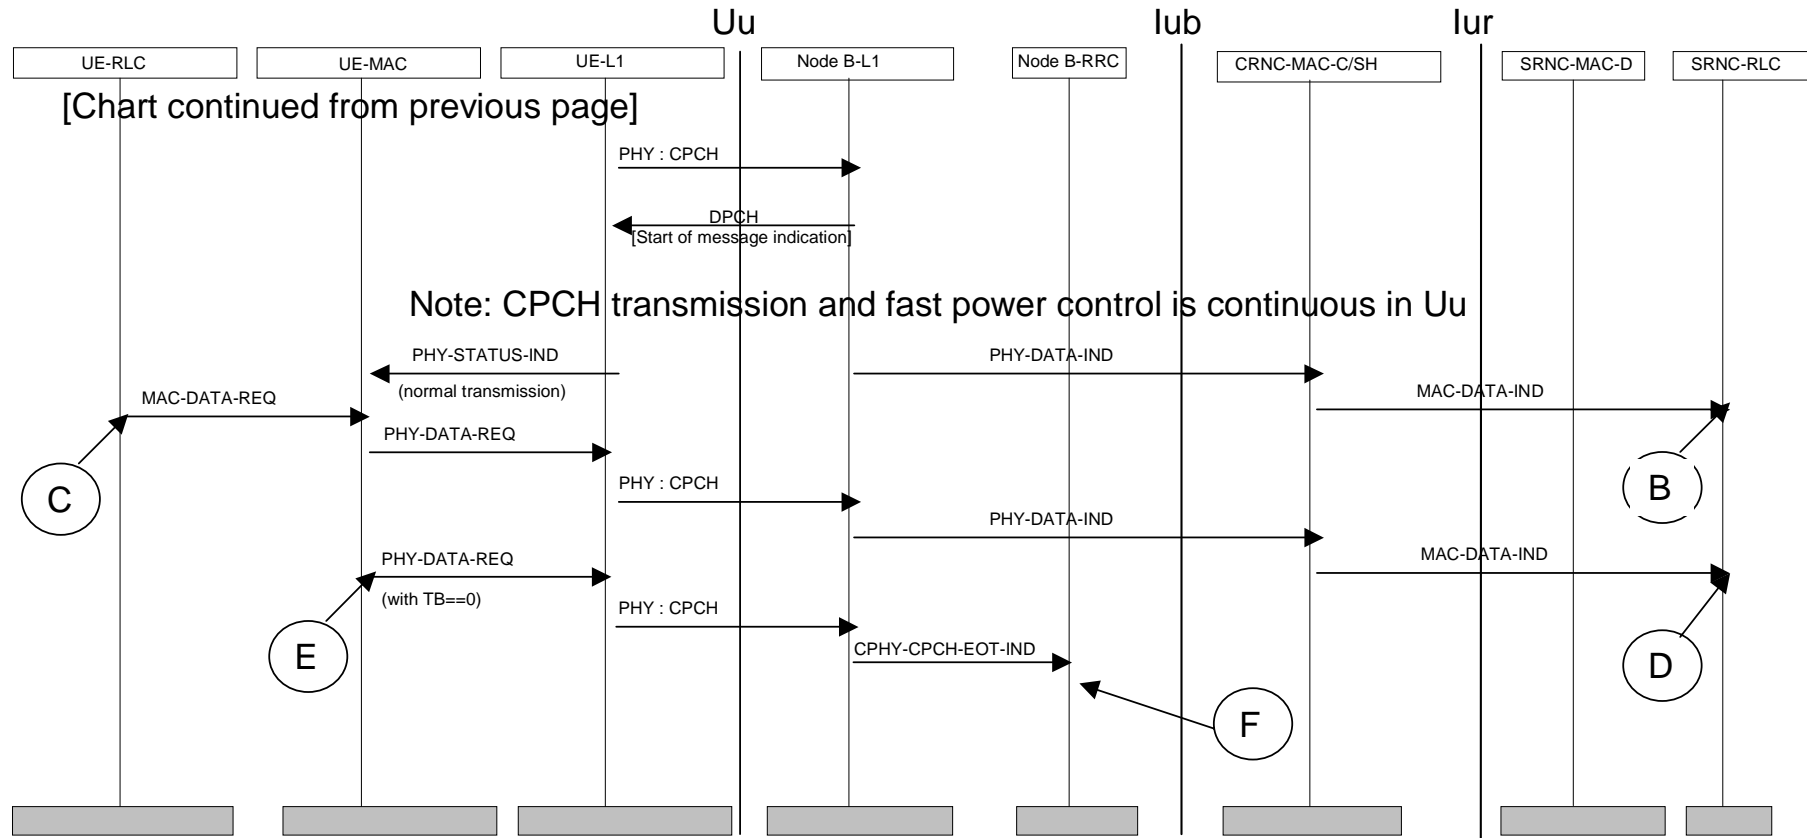 Uu
Iub
Iur
UE-RLC
UE-MAC
UE-L1
Node B-L1
Node B-RRC
CRNC-MAC-C/SH
SRNC-MAC-D
SRNC-RLC
[Chart continued from previous page]
PHY : CPCH
DPCH
[Start of message indication]
Note: CPCH transmission and fast power control is continuous in Uu
PHY-STATUS-IND
(normal transmission)
PHY-DATA-IND
MAC-DATA-REQ
MAC-DATA-IND
PHY-DATA-REQ
C
B
PHY : CPCH
PHY-DATA-IND
PHY-DATA-REQ
(with TB==0)
MAC-DATA-IND
PHY : CPCH
E
CPHY-CPCH-EOT-IND
D
F